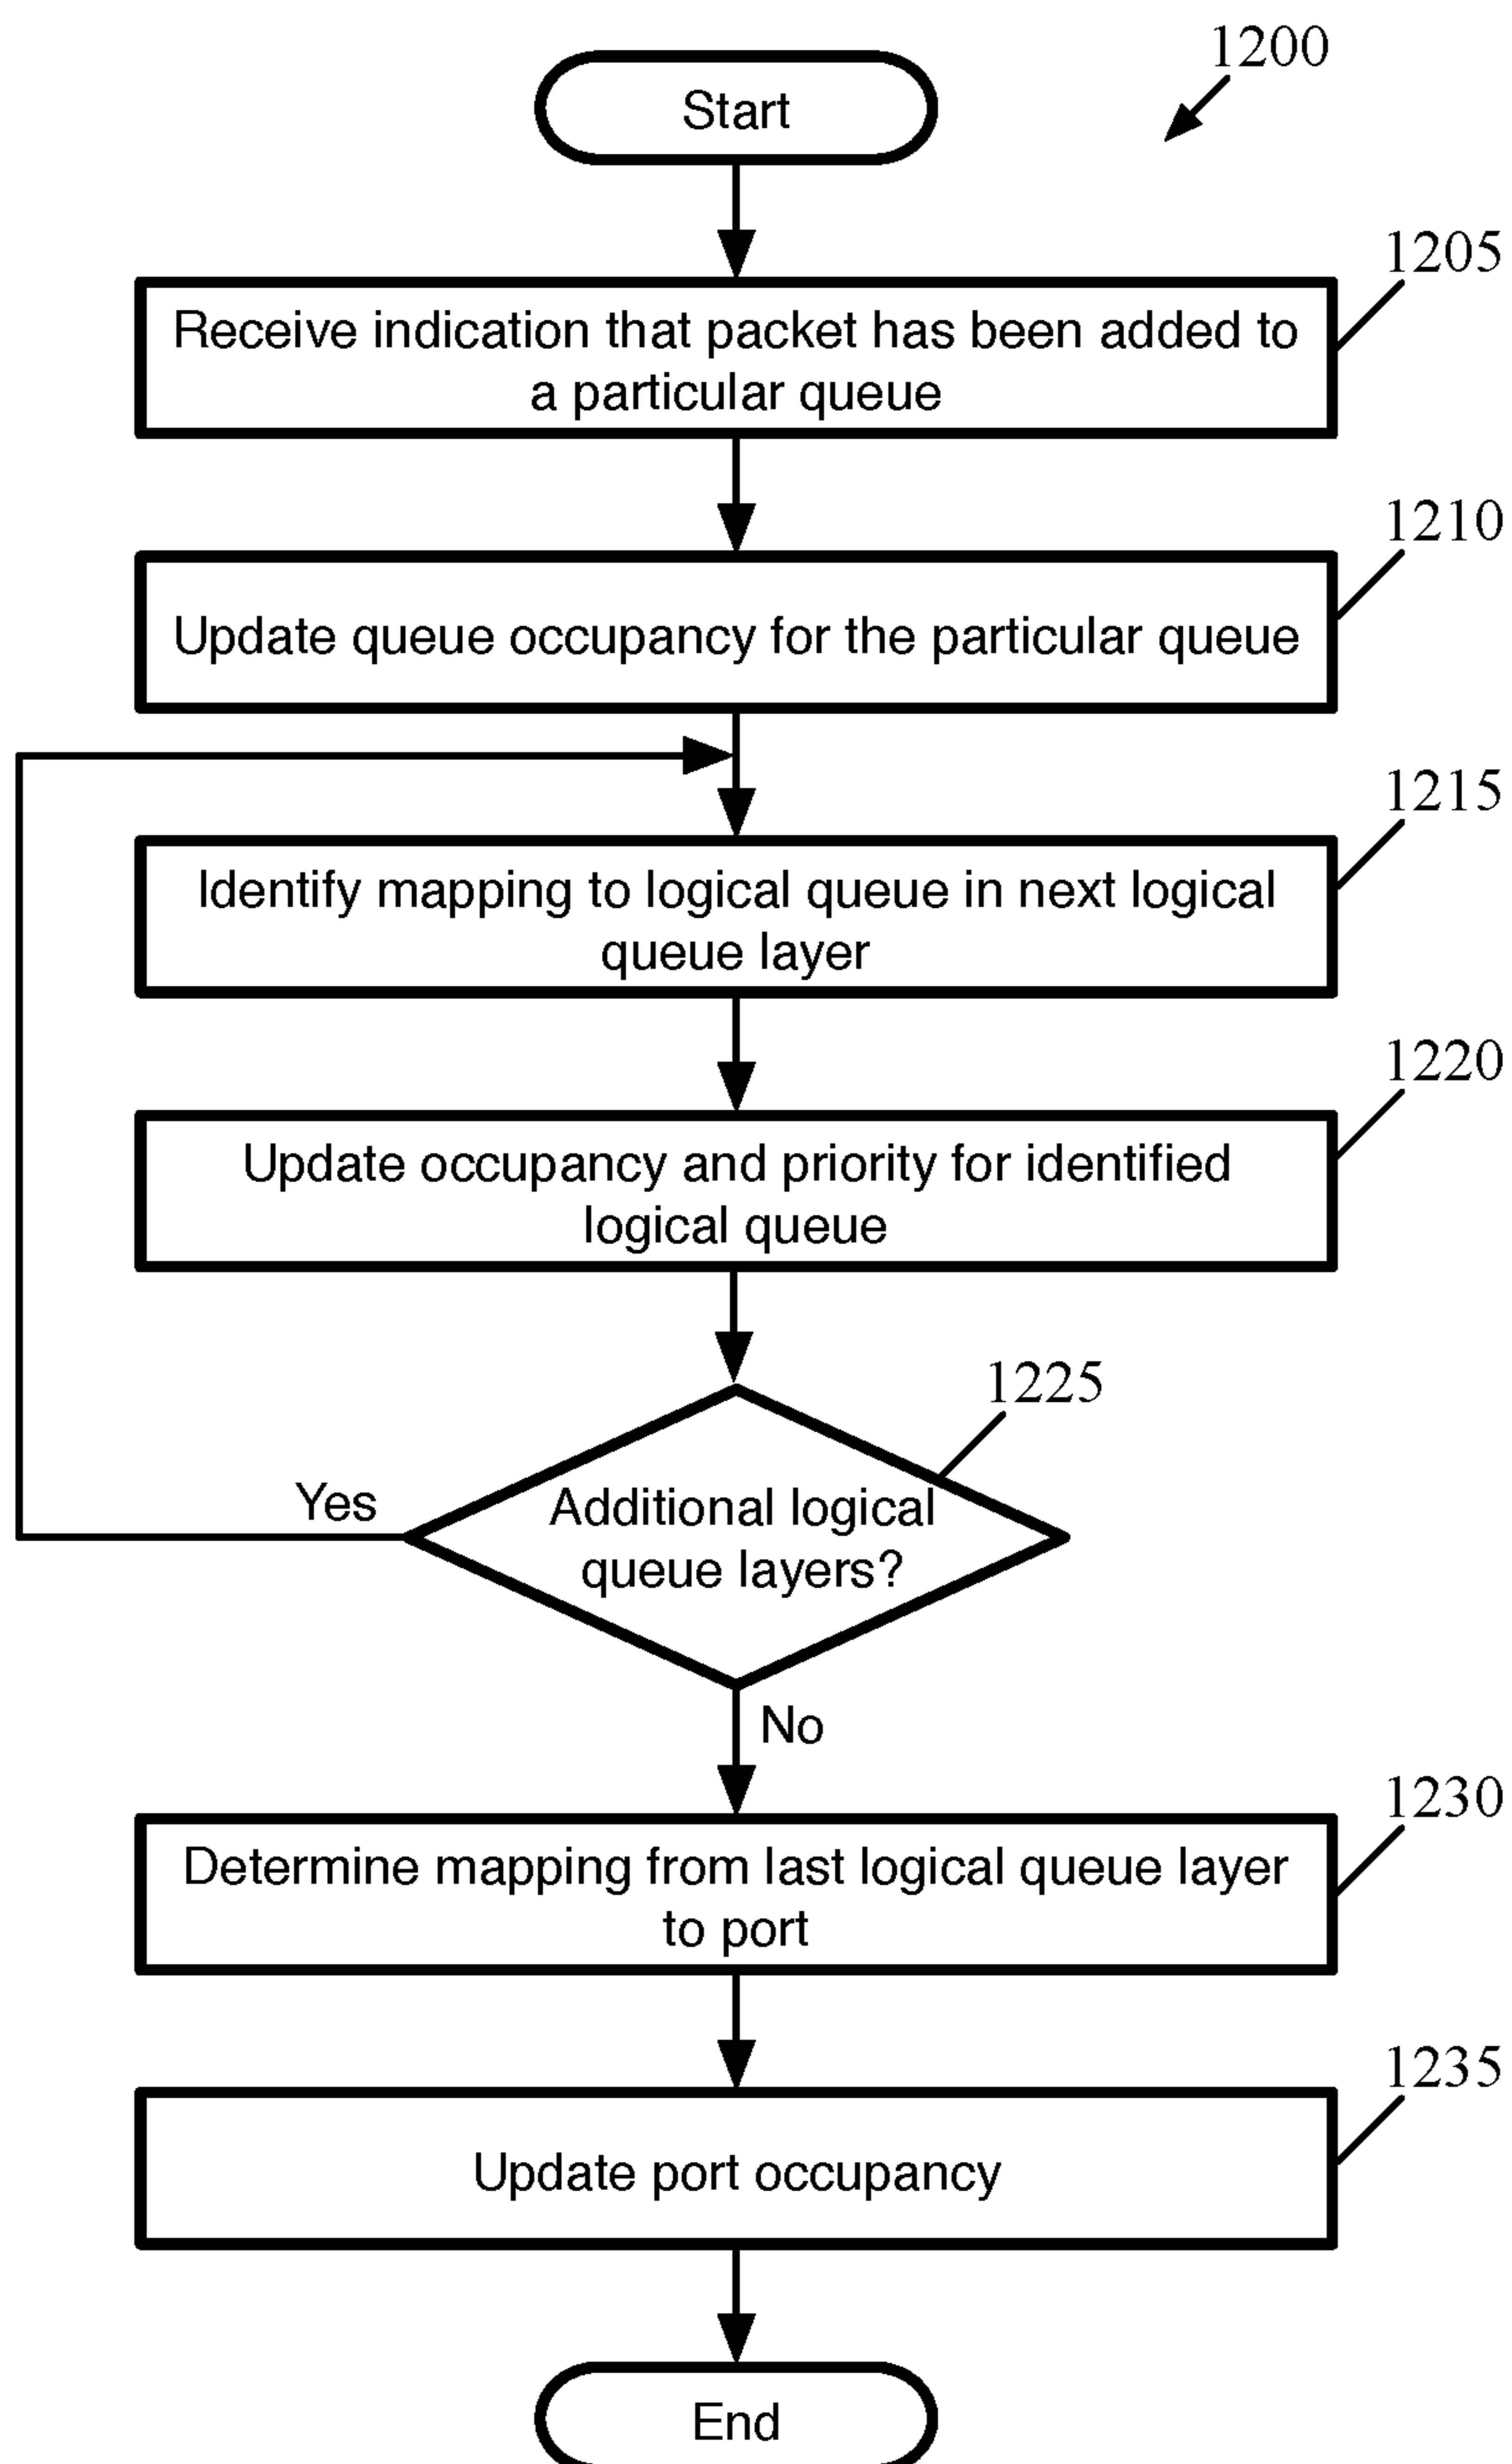 1200
Start
1205
Receive indication that packet has been added to
a particular queue
1210
Update queue occupancy for the particular queue
1215
Identify mapping to logical queue in next logical
queue layer
1220
Update occupancy and priority for identified
logical queue
1225
Additional logical
queue layers?
Yes
No
1230
Determine mapping from last logical queue layer
to port
1235
Update port occupancy
End